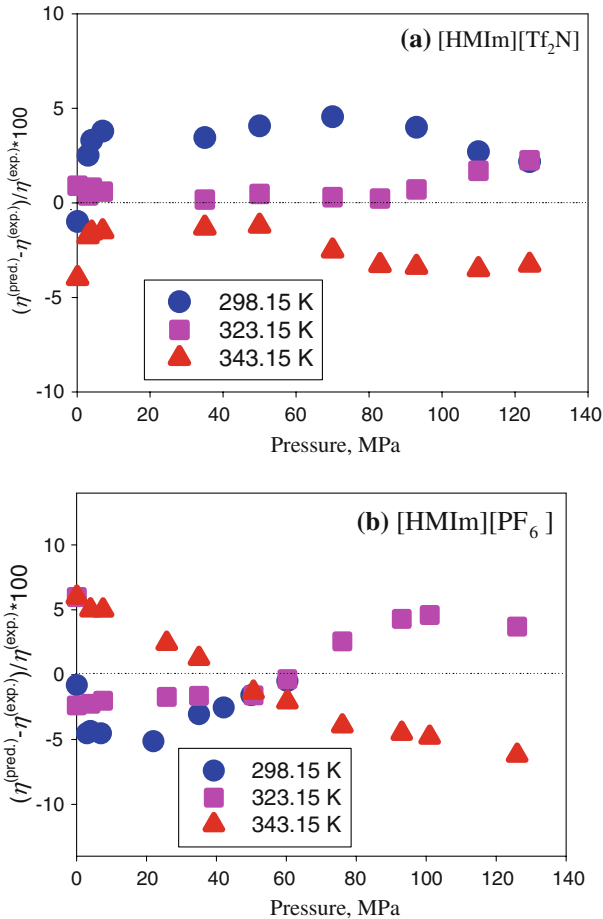 (a) [HMIm][Tf₂N]
10
5
0
-5
-10
(η(pred.)-η(exp.))/η(exp.)*100
298.15 K
323.15 K
343.15 K
0 20 40 60 80 100 120 140
Pressure, MPa
(b) [HMIm][PF₆ ]
10
5
0
-5
-10
(η(pred.)-η(exp.))/η(exp.)*100
298.15 K
323.15 K
343.15 K
0 20 40 60 80 100 120 140
Pressure, MPa